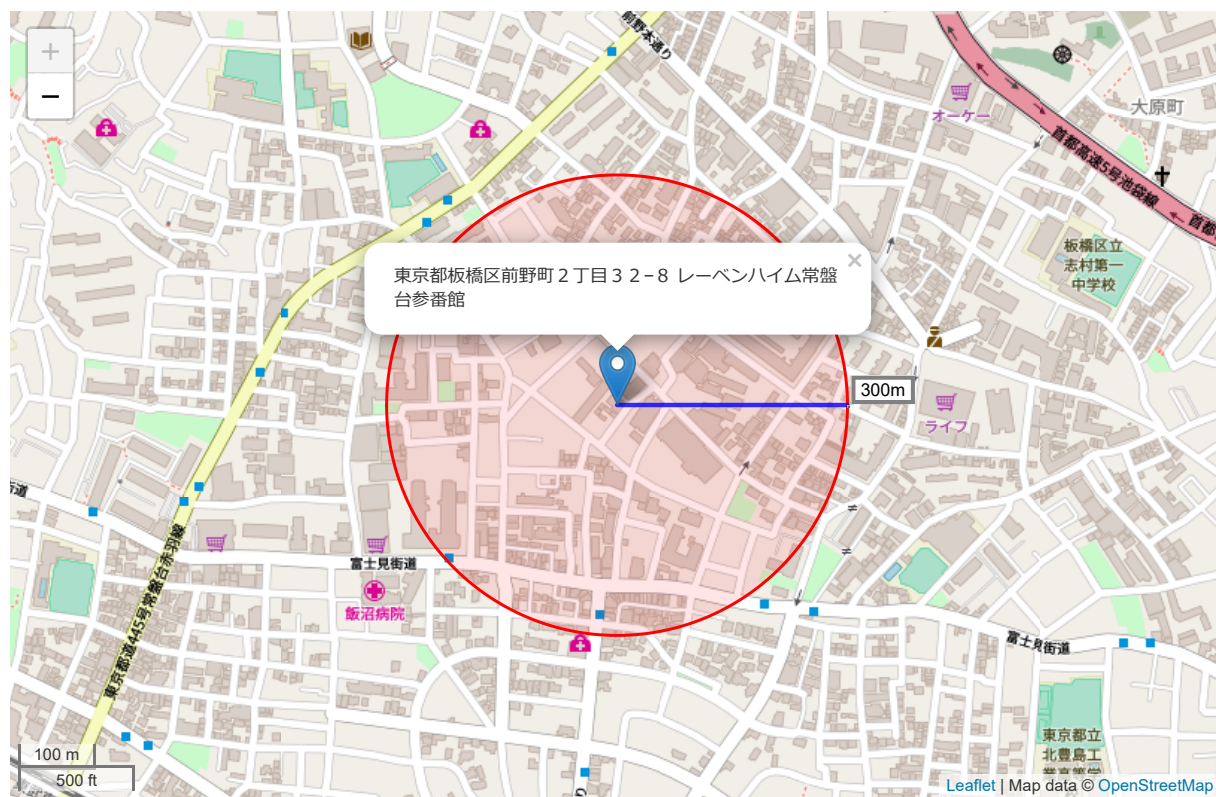 前野本通り
+
−
オーケー
大原町
首都高速5号池袋線
首都
板橋区立
志村第一
中学校
×
東京都板橋区前野町２丁目３２−８ レーベンハイム常盤
台参番館
300m
ライフ
街道
富士見街道
飯沼病院
東京都道445号常盤台赤羽線
富士見街道
東京都立
北豊島工
業高等学
100 m
500 ft
Leaflet | Map data © OpenStreetMap